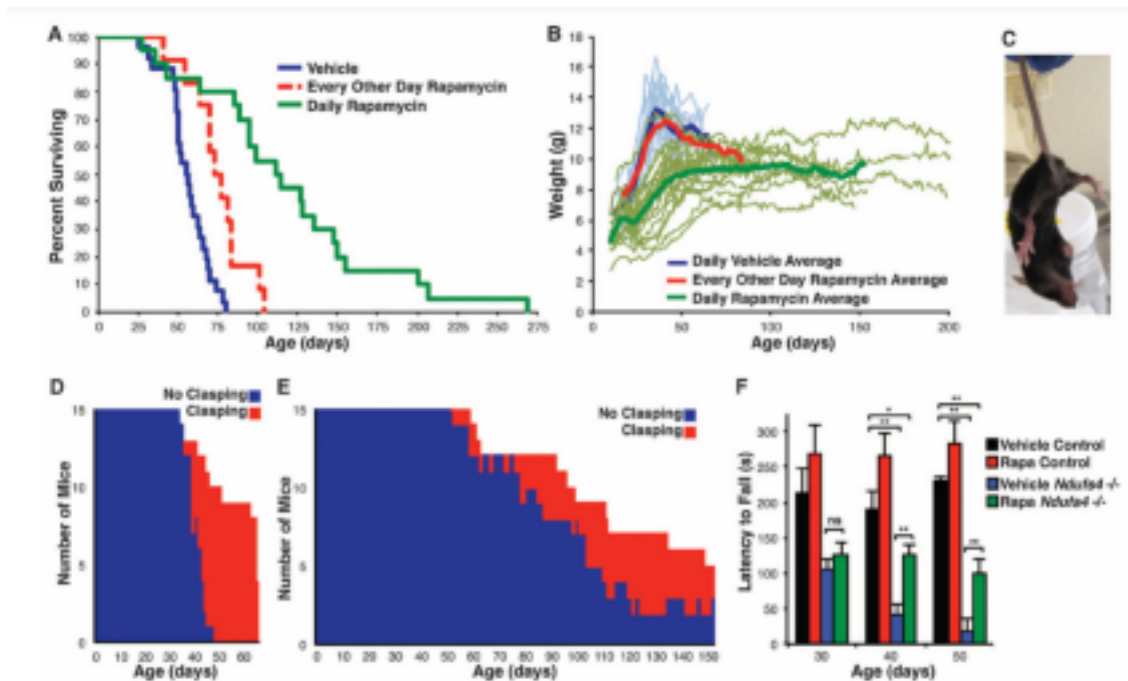 A
100
90
80
70
60
50
40
30
20
10
0
Percent Surviving
Vehicle
Every Other Day Rapamycin
Daily Rapamycin
0 25 50 75 100 125 150 175 200 225 250 275
Age (days)
B
18
16
14
12
10
8
6
4
2
0
Weight (g)
Daily Vehicle Average
Every Other Day Rapamycin Average
Daily Rapamycin Average
0 50 100 150 200
Age (days)
C
D
No Clasping
Clasping
15
10
5
0
Number of Mice
0 10 20 30 40 50 60
Age (days)
E
No Clasping
Clasping
15
10
5
0
Number of Mice
0 10 20 30 40 50 60 70 80 90 100 110 120 130 140 150
Age (days)
F
300
250
200
150
100
50
0
Latency to Fall (s)
ns
* **
**
** **
Vehicle Control
Rapa Control
Vehicle Ndufs4 -/-
Rapa Ndufs4 -/-
30 40 50
Age (days)